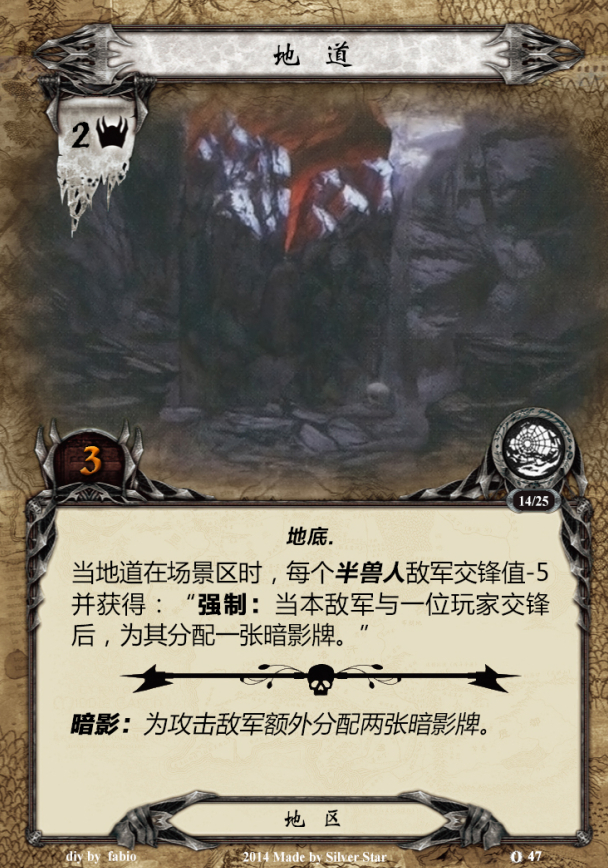 地 道
2
3
14/25
地底.
当地道在场景区时，每个半兽人敌军交锋值-5
并获得：“强制：当本敌军与一位玩家交锋
后，为其分配一张暗影牌。”
暗影：为攻击敌军额外分配两张暗影牌。
地 区
diy by fabio 2014 Made by Silver Star 47